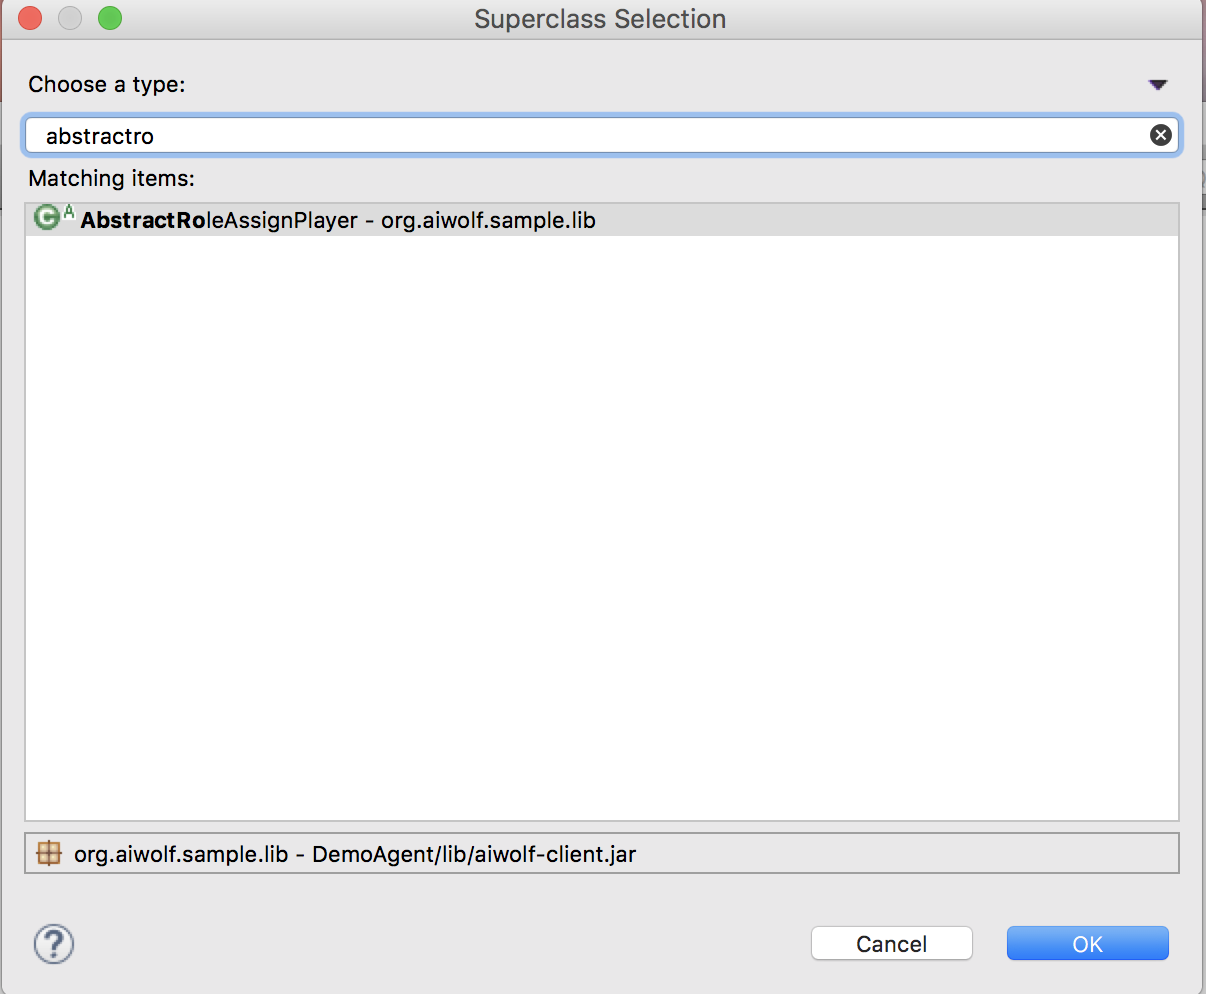 Superclass Selection
Choose a type:
abstractro
Matching items:
C A AbstractRoleAssignPlayer - org.aiwolf.sample.lib
org.aiwolf.sample.lib - DemoAgent/lib/aiwolf-client.jar
? Cancel OK